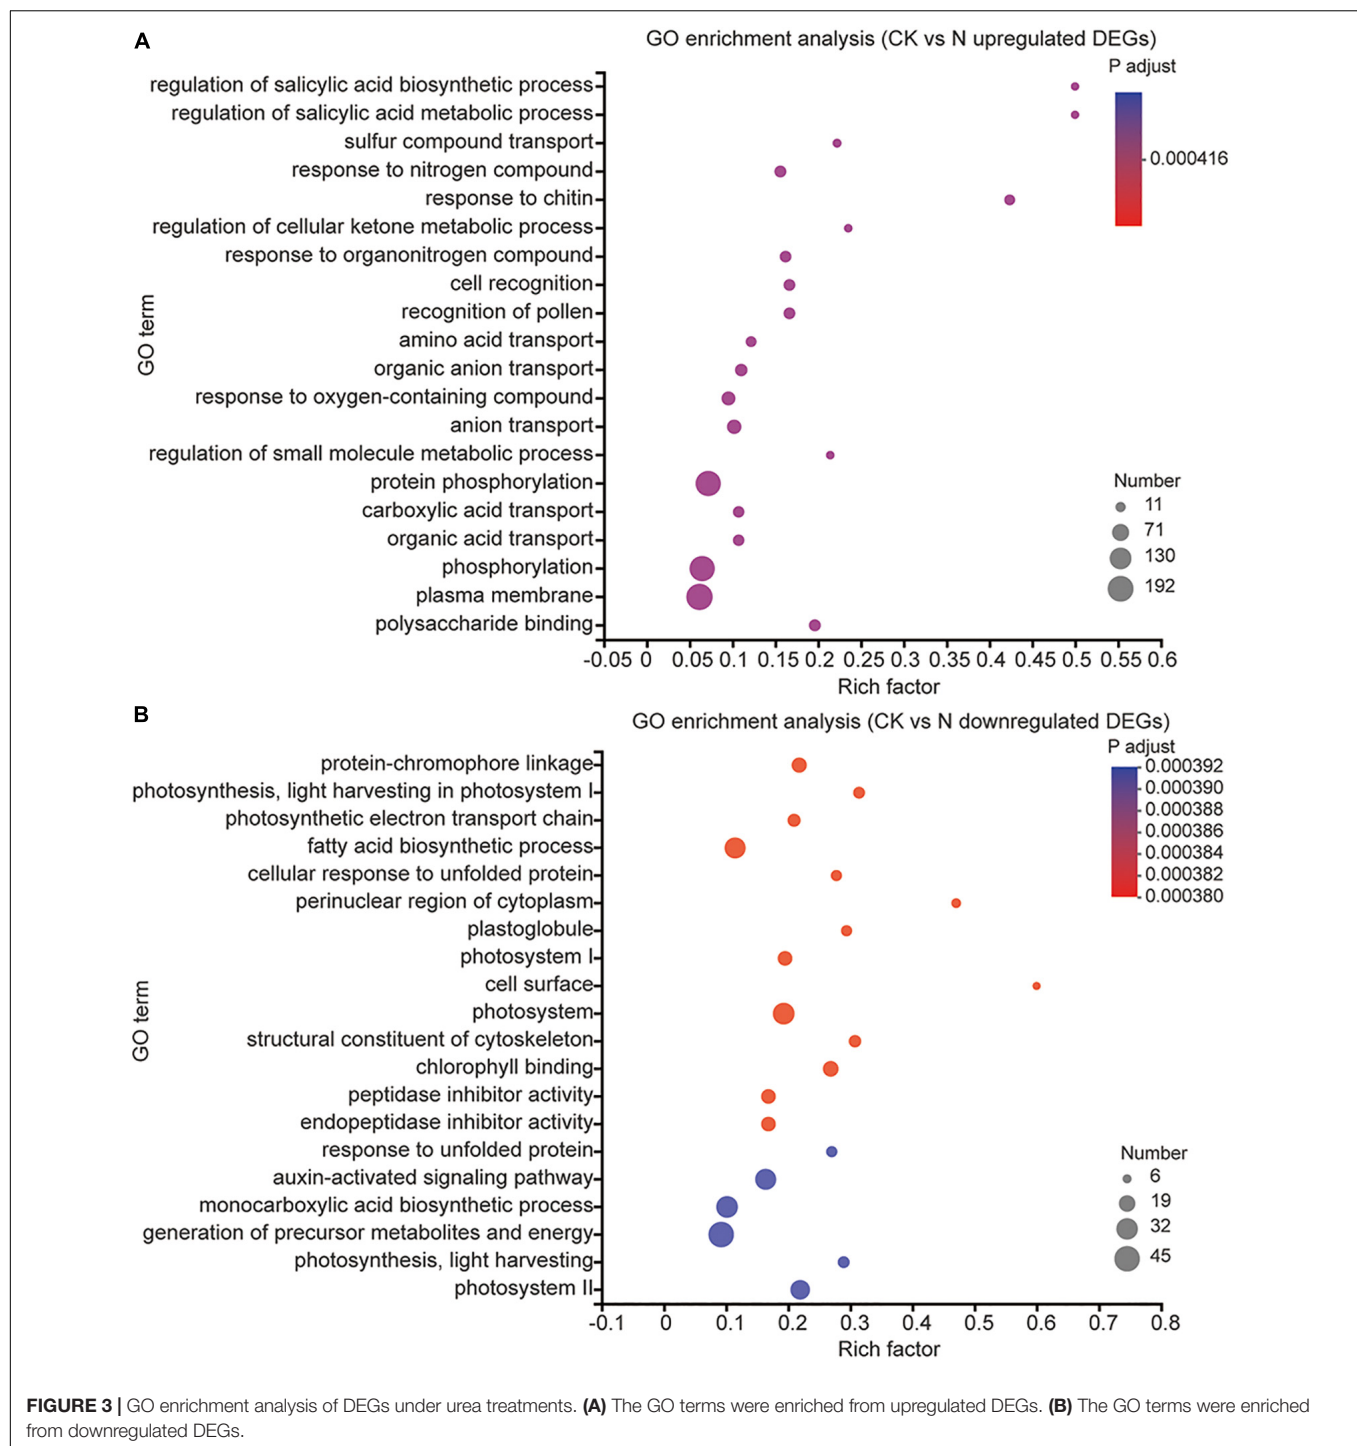 A
GO enrichment analysis (CK vs N upregulated DEGs)
P adjust
0.000416
GO term
regulation of salicylic acid biosynthetic process
regulation of salicylic acid metabolic process
sulfur compound transport
response to nitrogen compound
response to chitin
regulation of cellular ketone metabolic process
response to organonitrogen compound
cell recognition
recognition of pollen
amino acid transport
organic anion transport
response to oxygen-containing compound
anion transport
regulation of small molecule metabolic process
protein phosphorylation
carboxylic acid transport
organic acid transport
phosphorylation
plasma membrane
polysaccharide binding
Number
11
71
130
192
-0.05 0 0.05 0.1 0.15 0.2 0.25 0.3 0.35 0.4 0.45 0.5 0.55 0.6
Rich factor
B
GO enrichment analysis (CK vs N downregulated DEGs)
P adjust
0.000392
0.000390
0.000388
0.000386
0.000384
0.000382
0.000380
GO term
protein-chromophore linkage
photosynthesis, light harvesting in photosystem I
photosynthetic electron transport chain
fatty acid biosynthetic process
cellular response to unfolded protein
perinuclear region of cytoplasm
plastoglobule
photosystem I
cell surface
photosystem
structural constituent of cytoskeleton
chlorophyll binding
peptidase inhibitor activity
endopeptidase inhibitor activity
response to unfolded protein
auxin-activated signaling pathway
monocarboxylic acid biosynthetic process
generation of precursor metabolites and energy
photosynthesis, light harvesting
photosystem II
Number
6
19
32
45
-0.1 0 0.1 0.2 0.3 0.4 0.5 0.6 0.7 0.8
Rich factor
FIGURE 3 | GO enrichment analysis of DEGs under urea treatments. (A) The GO terms were enriched from upregulated DEGs. (B) The GO terms were enriched
from downregulated DEGs.